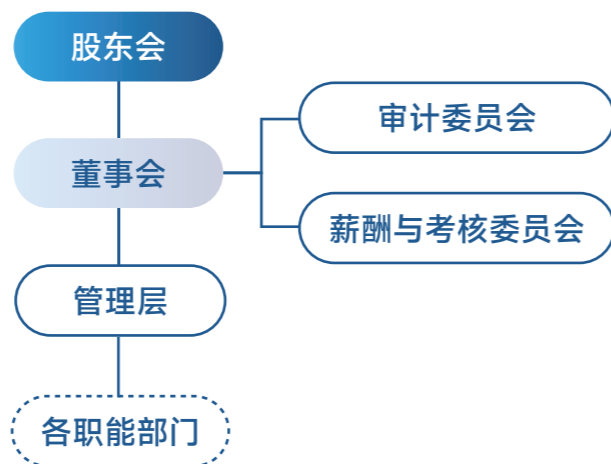 股东会
审计委员会
董事会
薪酬与考核委员会
管理层
各职能部门